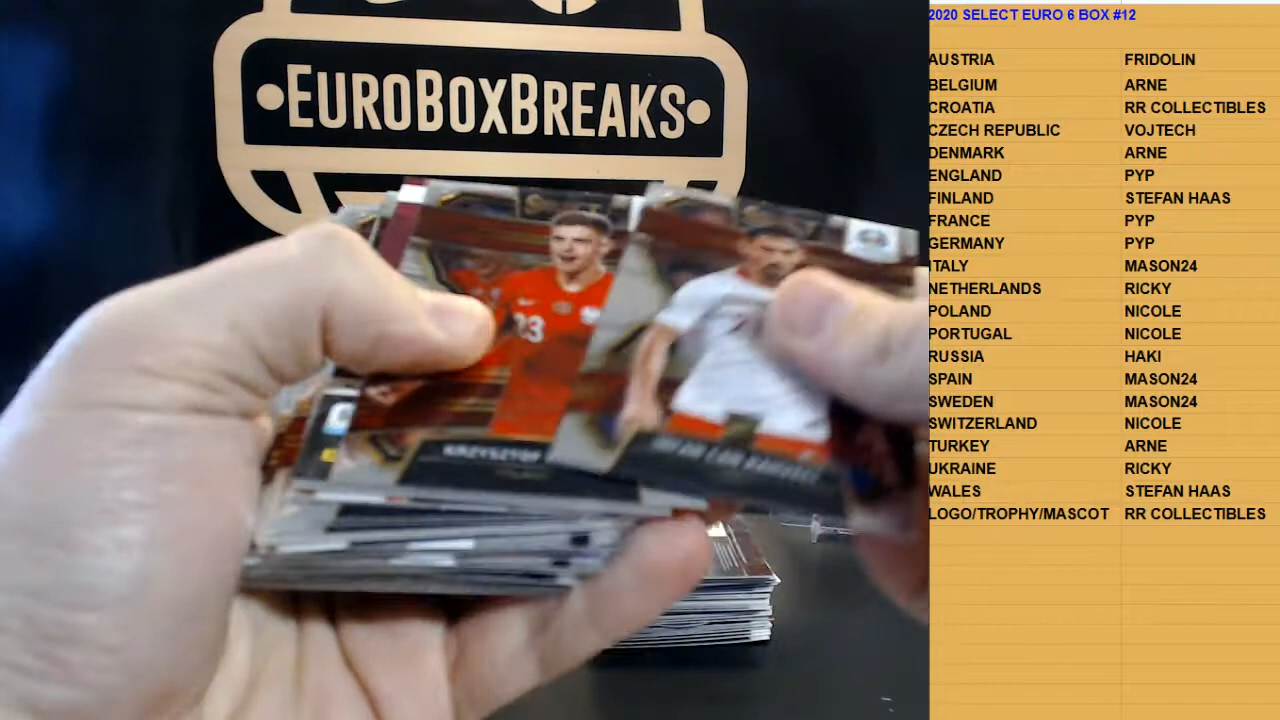 EUROBOXBREAKS
23
KRZYSZTOF
2020 SELECT EURO 6 BOX #12
AUSTRIA FRIDOLIN
BELGIUM ARNE
CROATIA RR COLLECTIBLES
CZECH REPUBLIC VOJTECH
DENMARK ARNE
ENGLAND PYP
FINLAND STEFAN HAAS
FRANCE PYP
GERMANY PYP
ITALY MASON24
NETHERLANDS RICKY
POLAND NICOLE
PORTUGAL NICOLE
RUSSIA HAKI
SPAIN MASON24
SWEDEN MASON24
SWITZERLAND NICOLE
TURKEY ARNE
UKRAINE RICKY
WALES STEFAN HAAS
LOGO/TROPHY/MASCOT RR COLLECTIBLES